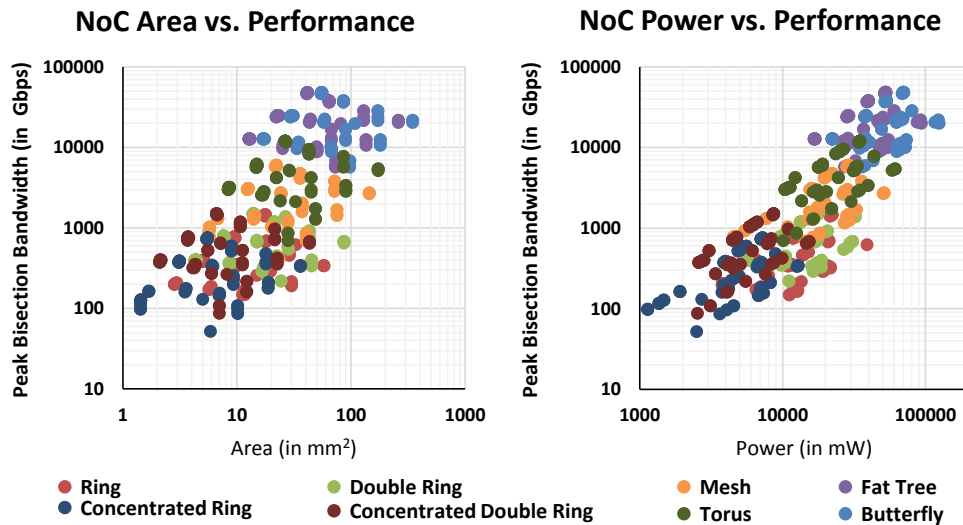 NoC Area vs. Performance
Peak Bisection Bandwidth (in Gbps)
100000
10000
1000
100
10
1
10
100
1000
Area (in mm²)
NoC Power vs. Performance
Peak Bisection Bandwidth (in Gbps)
100000
10000
1000
100
10
1000
10000
100000
Power (in mW)
Ring
Double Ring
Mesh
Fat Tree
Concentrated Ring
Concentrated Double Ring
Torus
Butterfly